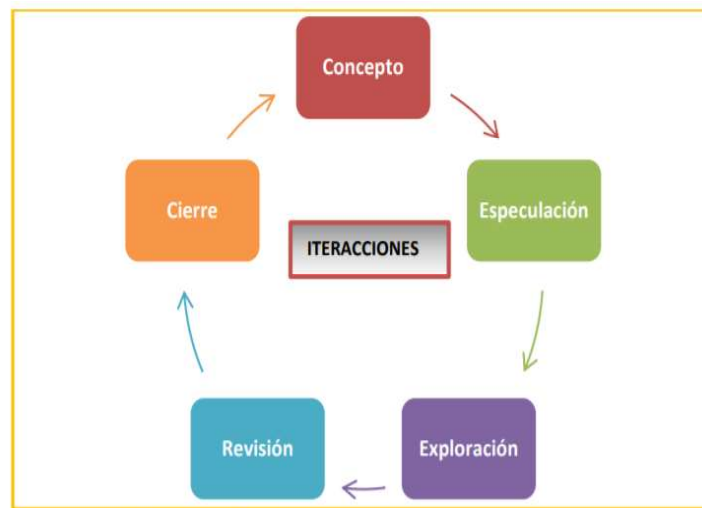 Concepto
Especulación
Exploración
Revisión
Cierre
ITERACCIONES